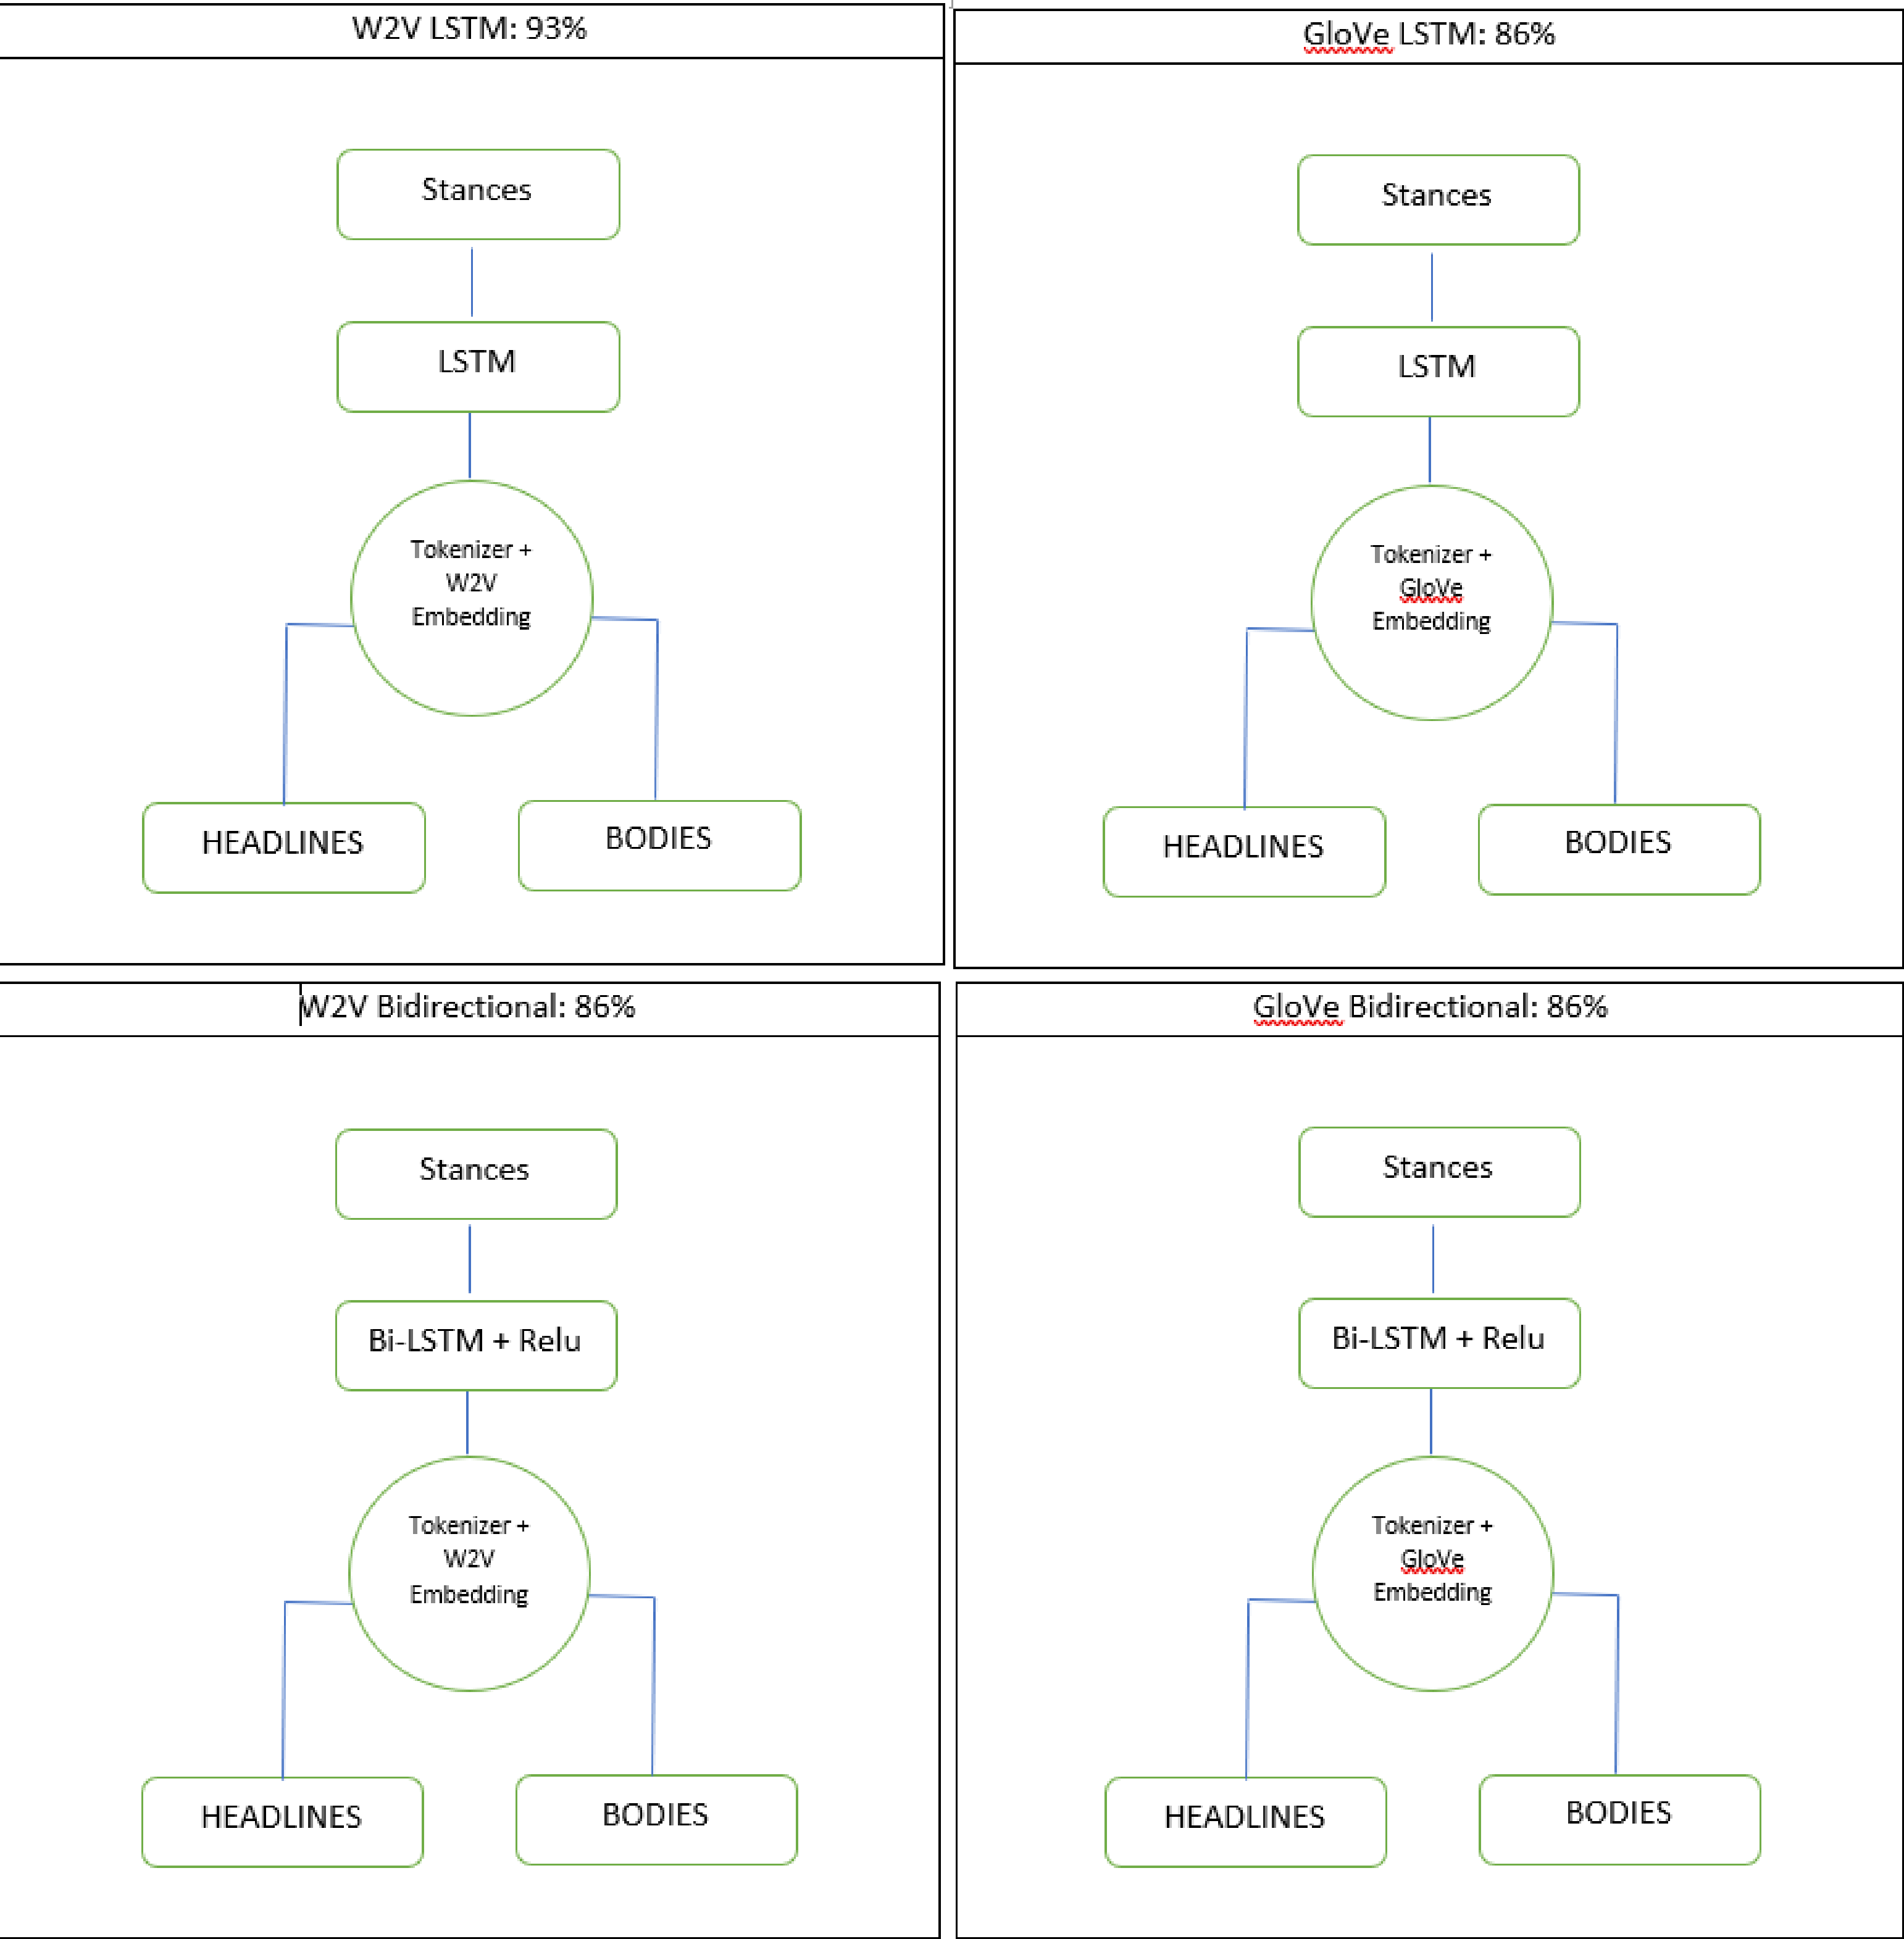 W2V LSTM: 93%
Stances
LSTM
Tokenizer +
W2V
Embedding
HEADLINES
BODIES
GloVe LSTM: 86%
Stances
LSTM
Tokenizer +
GloVe
Embedding
HEADLINES
BODIES
W2V Bidirectional: 86%
Stances
Bi-LSTM + Relu
Tokenizer +
W2V
Embedding
HEADLINES
BODIES
GloVe Bidirectional: 86%
Stances
Bi-LSTM + Relu
Tokenizer +
GloVe
Embedding
HEADLINES
BODIES